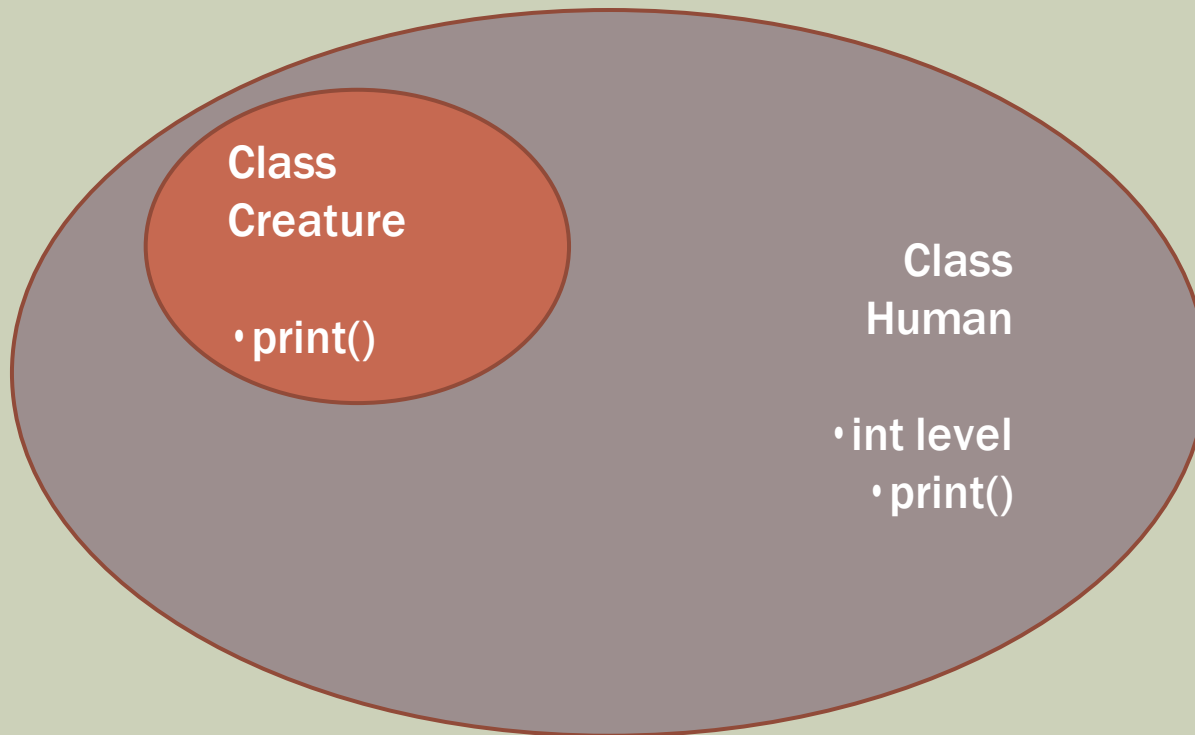 Class
Creature
• print()
Class
Human
• int level
• print()